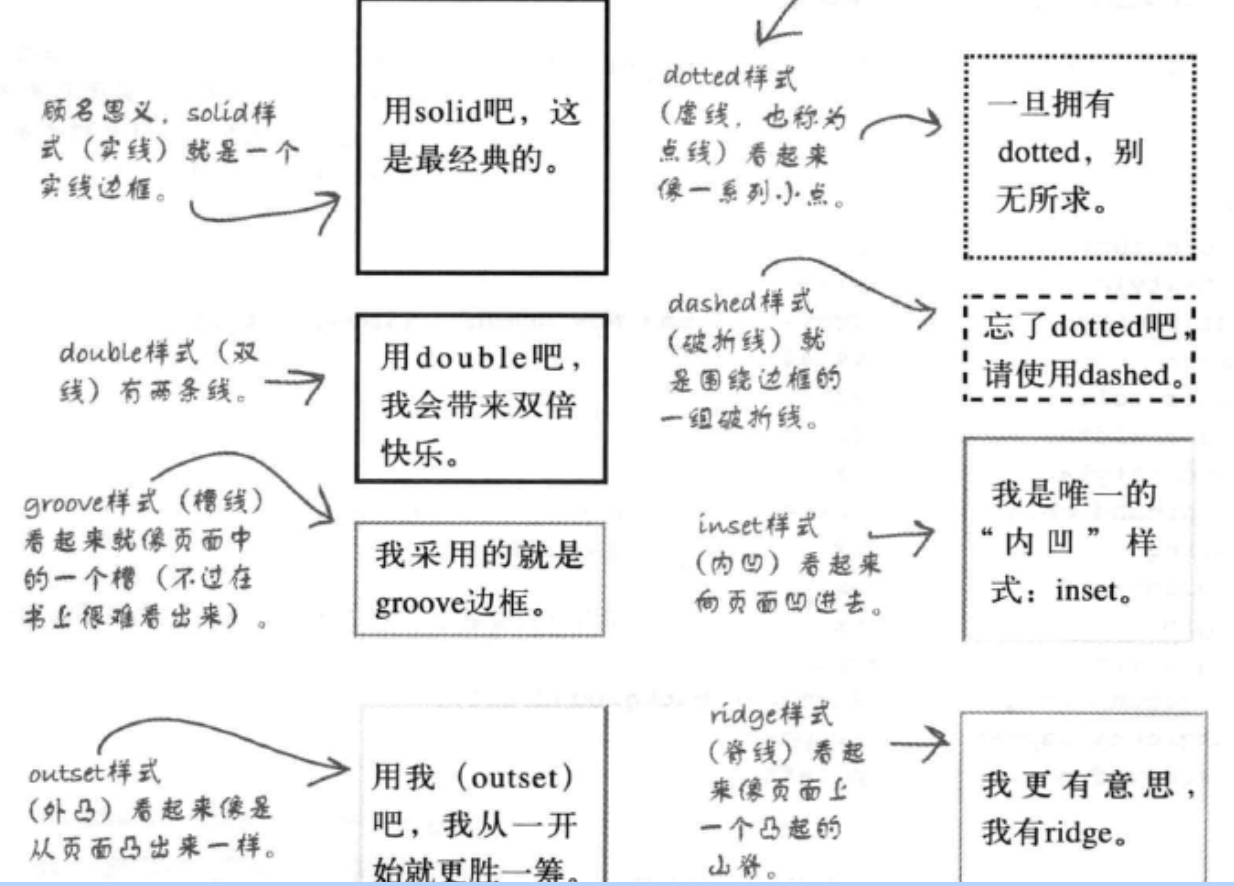 顾名思义，solid样
式（实线）就是一个
实线边框。
用solid吧，这
是最经典的。
double样式（双
线）有两条线。
用double吧，
我会带来双倍
快乐。
groove样式（槽线）
看起来就像页面中
的一个槽（不过在
书上很难看出来）。
我采用的就是
groove边框。
outset样式
（外凸）看起来像是
从页面凸出来一样。
用我（outset）
吧，我从一开
始就更胜一筹。
dotted样式
（虚线，也称为
点线）看起来
像一系列小点。
一旦拥有
dotted，别
无所求。
dashed样式
（破折线）就
是围绕边框的
一组破折线。
忘了dotted吧，
请使用dashed。
inset样式
（内凹）看起来
向页面凹进去。
我是唯一的
“内凹”样
式：inset。
ridge样式
（脊线）看起
来像页面上
一个凸起的
山脊。
我更有意思，
我有ridge。